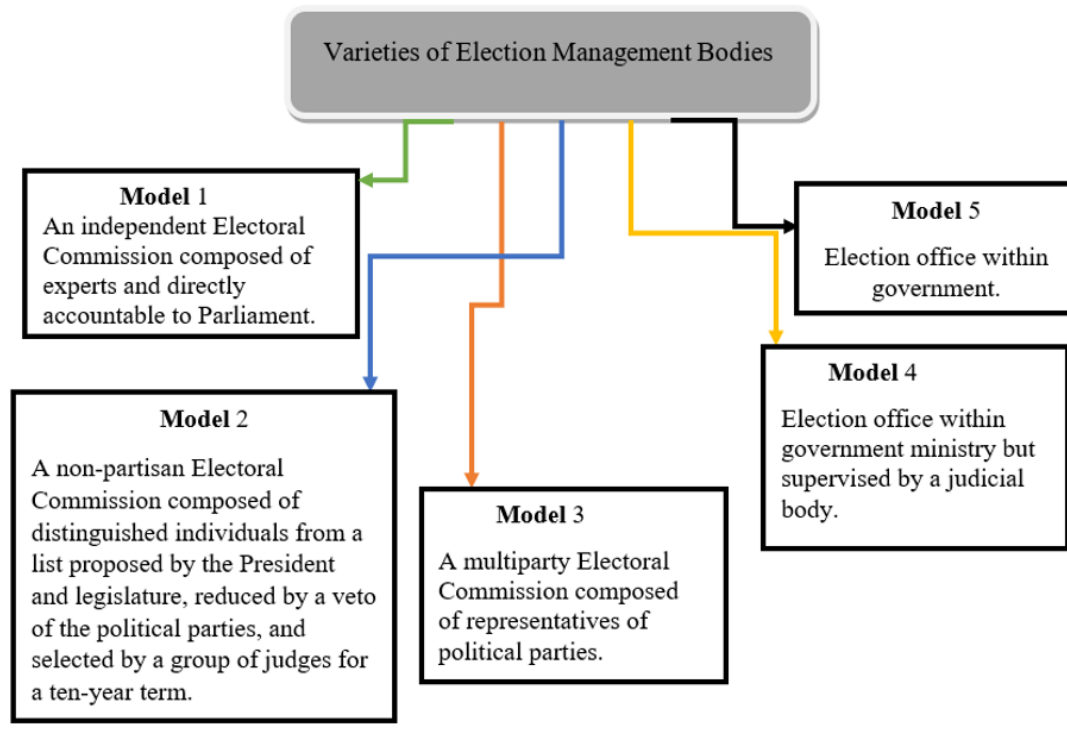 Varieties of Election Management Bodies
Model 1
An independent Electoral
Commission composed of
experts and directly
accountable to Parliament.
Model 2
A non-partisan Electoral
Commission composed of
distinguished individuals from a
list proposed by the President
and legislature, reduced by a veto
of the political parties, and
selected by a group of judges for
a ten-year term.
Model 3
A multiparty Electoral
Commission composed
of representatives of
political parties.
Model 4
Election office within
government ministry but
supervised by a judicial
body.
Model 5
Election office within
government.